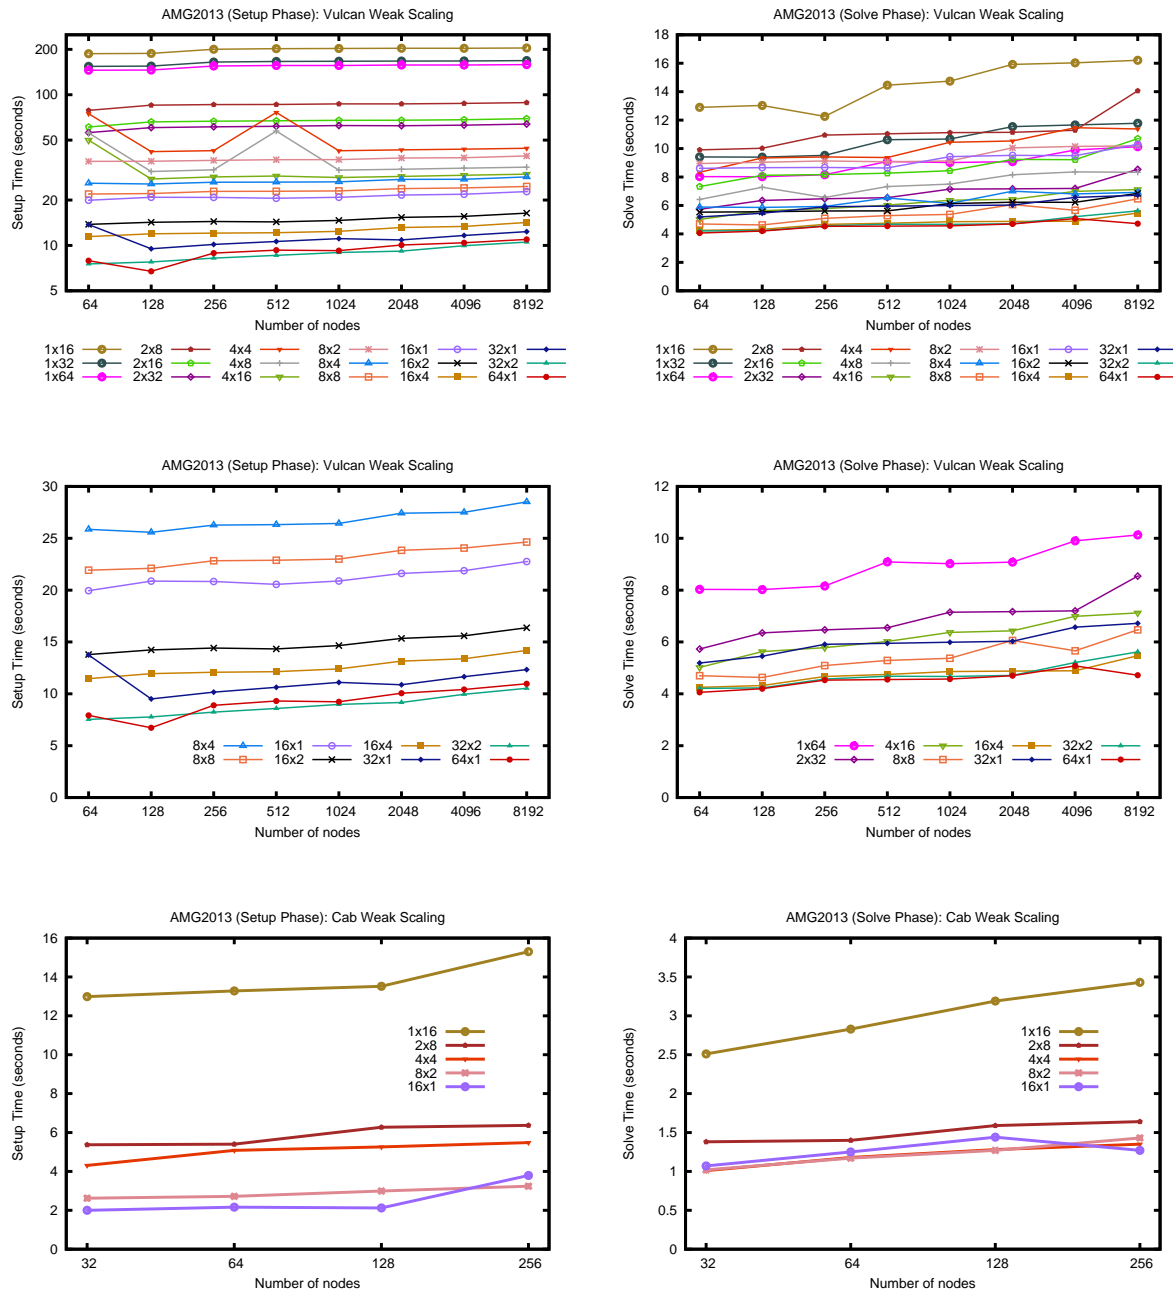 AMG2013 (Setup Phase): Vulcan Weak Scaling
Setup Time (seconds)
200
100
50
20
10
5
64 128 256 512 1024 2048 4096 8192
Number of nodes
1x16 2x8 4x4 8x2 16x1 32x1
1x32 2x16 4x8 8x4 16x2 32x2
1x64 2x32 4x16 8x8 16x4 64x1
AMG2013 (Solve Phase): Vulcan Weak Scaling
Solve Time (seconds)
18
16
14
12
10
8
6
4
2
0
64 128 256 512 1024 2048 4096 8192
Number of nodes
1x16 2x8 4x4 8x2 16x1 32x1
1x32 2x16 4x8 8x4 16x2 32x2
1x64 2x32 4x16 8x8 16x4 64x1
AMG2013 (Setup Phase): Vulcan Weak Scaling
Setup Time (seconds)
30
25
20
15
10
5
0
8x4 16x1 16x4 32x2
8x8 16x2 32x1 64x1
64 128 256 512 1024 2048 4096 8192
Number of nodes
AMG2013 (Solve Phase): Vulcan Weak Scaling
Solve Time (seconds)
12
10
8
6
4
2
0
1x64 4x16 16x4 32x2
2x32 8x8 32x1 64x1
64 128 256 512 1024 2048 4096 8192
Number of nodes
AMG2013 (Setup Phase): Cab Weak Scaling
Setup Time (seconds)
16
14
12
10
8
6
4
2
0
1x16
2x8
4x4
8x2
16x1
32 64 128 256
Number of nodes
AMG2013 (Solve Phase): Cab Weak Scaling
Solve Time (seconds)
4
3.5
3
2.5
2
1.5
1
0.5
0
1x16
2x8
4x4
8x2
16x1
32 64 128 256
Number of nodes